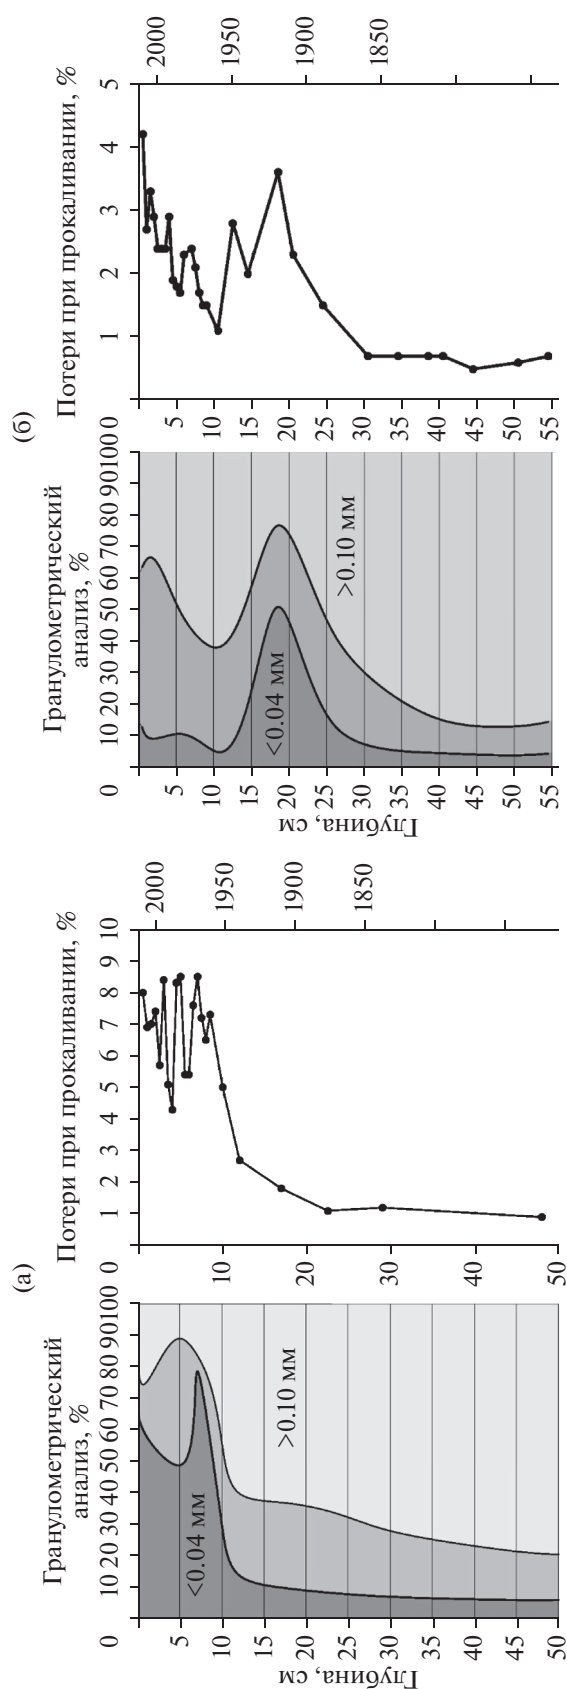 (а)
Гранулометрический
анализ, %
0 10 20 30 40 50 60 70 80 90 100
Глубина, см
5
10
15
20
25
30
35
40
45
50
<0.04 мм
>0.10 мм
Потери при прокаливании, %
0 1 2 3 4 5 6 7 8 9 10
10
20
30
40
50
2000
1950
1900
1850
(б)
Гранулометрический
анализ, %
0 10 20 30 40 50 60 70 80 90 100
Глубина, см
5
10
15
20
25
30
35
40
45
50
55
<0.04 мм
>0.10 мм
Потери при прокаливании, %
0 1 2 3 4 5
5
10
15
20
25
30
35
40
45
50
55
2000
1950
1900
1850